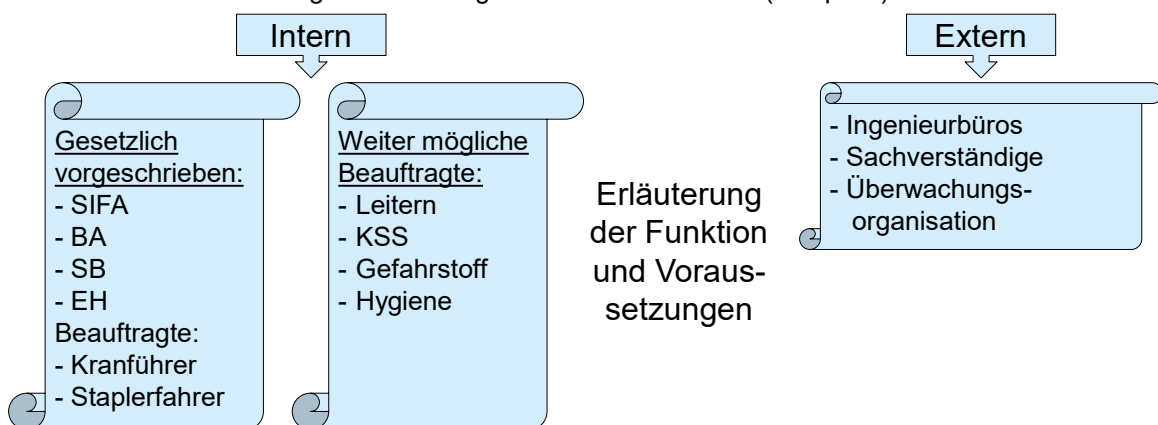 Intern
Gesetzlich
vorgeschrieben:
- SIFA
- BA
- SB
- EH
Beauftragte:
- Kranführer
- Staplerfahrer
Weiter mögliche
Beauftragte:
- Leitern
- KSS
- Gefahrstoff
- Hygiene
Erläuterung
der Funktion
und Voraus-
setzungen
Extern
- Ingenieurbüros
- Sachverständige
- Überwachungs-
organisation